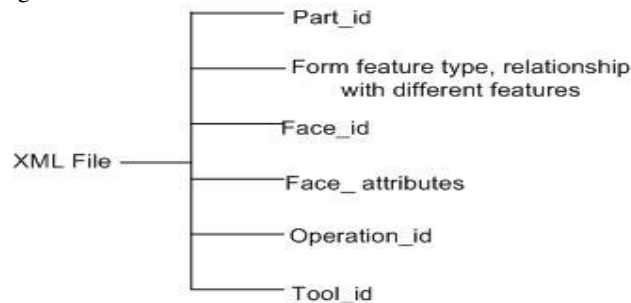 Part_id
Form feature type, relationship
with different features
Face_id
XML File
Face_ attributes
Operation_id
Tool_id